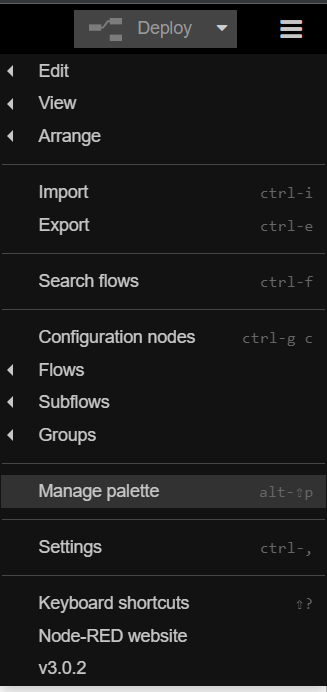 Deploy
Edit
View
Arrange
Import ctrl-i
Export ctrl-e
Search flows ctrl-f
Configuration nodes ctrl-g c
Flows
Subflows
Groups
Manage palette alt-⇧p
Settings ctrl-,
Keyboard shortcuts ⇧?
Node-RED website
v3.0.2